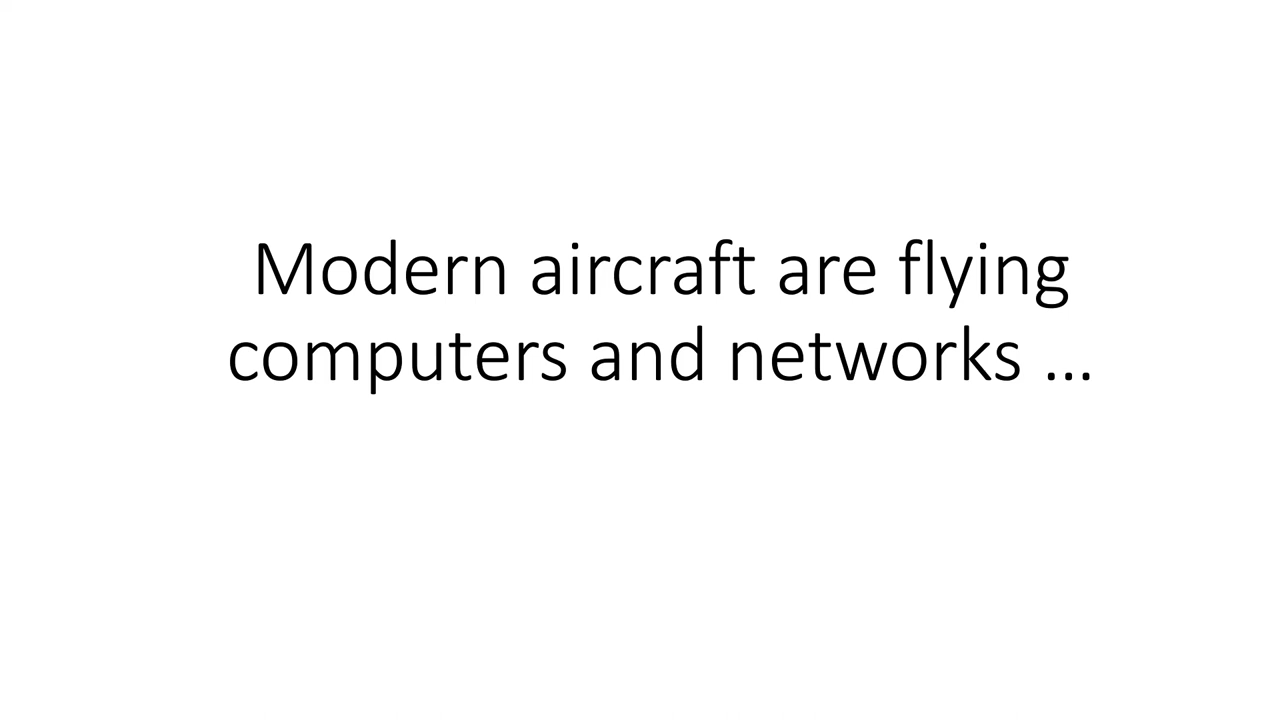 Modern aircraft are flying
computers and networks ...